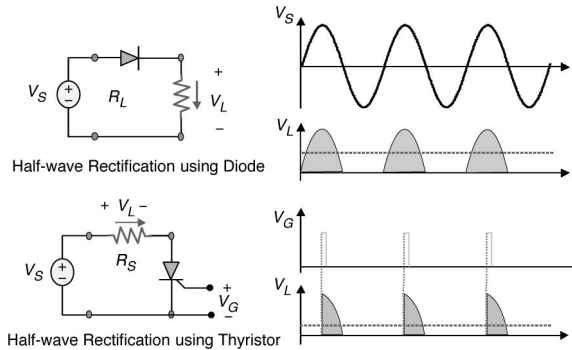 V_S
+
−
R_L
+
V_L
−
Half-wave Rectification using Diode
V_S
V_L
+ V_L −
R_S
V_S
+
−
+
V_G
−
Half-wave Rectification using Thyristor
V_G
V_L